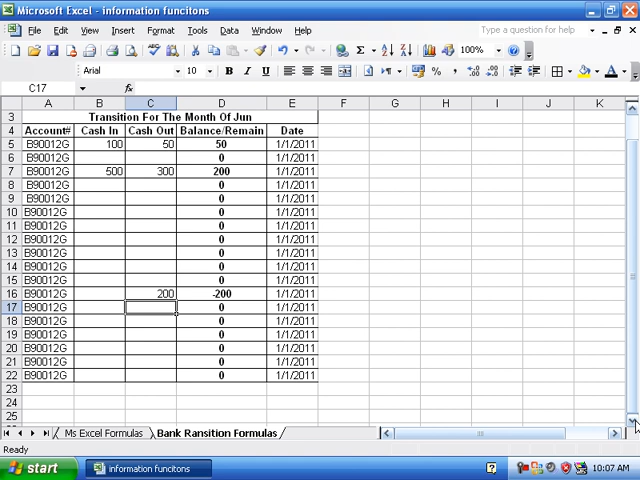 Microsoft Excel - information funcitons
File Edit View Insert Format Tools Data Window Help Type a question for help
Σ 100%
Arial 10 B I U % ,
C17 fx
A B C D E F G H I J K
3 Transition For The Month Of Jun
4 Account# Cash In Cash Out Balance/Remain Date
5 B90012G 100 50 50 1/1/2011
6 B90012G 0 1/1/2011
7 B90012G 500 300 200 1/1/2011
8 B90012G 0 1/1/2011
9 B90012G 0 1/1/2011
10 B90012G 0 1/1/2011
11 B90012G 0 1/1/2011
12 B90012G 0 1/1/2011
13 B90012G 0 1/1/2011
14 B90012G 0 1/1/2011
15 B90012G 0 1/1/2011
16 B90012G 200 -200 1/1/2011
17 B90012G 0 1/1/2011
18 B90012G 0 1/1/2011
19 B90012G 0 1/1/2011
20 B90012G 0 1/1/2011
21 B90012G 0 1/1/2011
22 B90012G 0 1/1/2011
23
24
25
Ms Excel Formulas / Bank Ransition Formulas
Ready
start information funcitons 10:07 AM